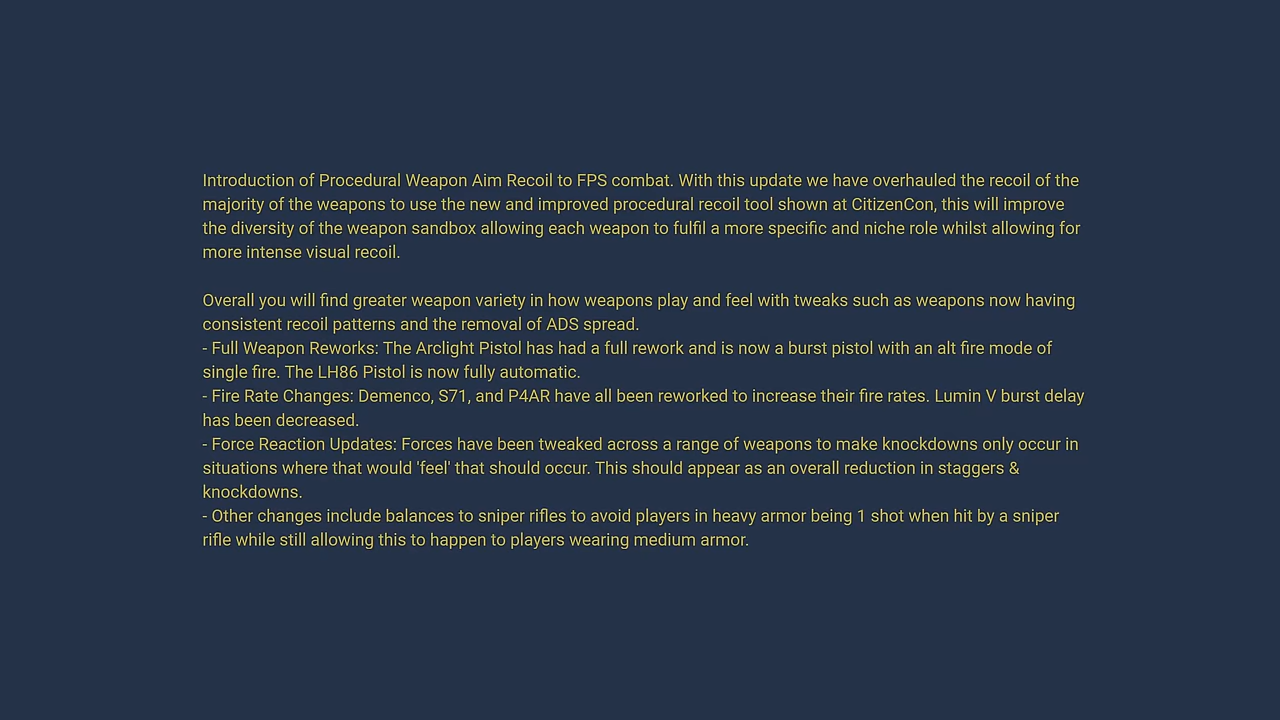 Introduction of Procedural Weapon Aim Recoil to FPS combat. With this update we have overhauled the recoil of the
majority of the weapons to use the new and improved procedural recoil tool shown at CitizenCon, this will improve
the diversity of the weapon sandbox allowing each weapon to fulfil a more specific and niche role whilst allowing for
more intense visual recoil.
Overall you will find greater weapon variety in how weapons play and feel with tweaks such as weapons now having
consistent recoil patterns and the removal of ADS spread.
- Full Weapon Reworks: The Arclight Pistol has had a full rework and is now a burst pistol with an alt fire mode of
single fire. The LH86 Pistol is now fully automatic.
- Fire Rate Changes: Demenco, S71, and P4AR have all been reworked to increase their fire rates. Lumin V burst delay
has been decreased.
- Force Reaction Updates: Forces have been tweaked across a range of weapons to make knockdowns only occur in
situations where that would 'feel' that should occur. This should appear as an overall reduction in staggers &
knockdowns.
- Other changes include balances to sniper rifles to avoid players in heavy armor being 1 shot when hit by a sniper
rifle while still allowing this to happen to players wearing medium armor.